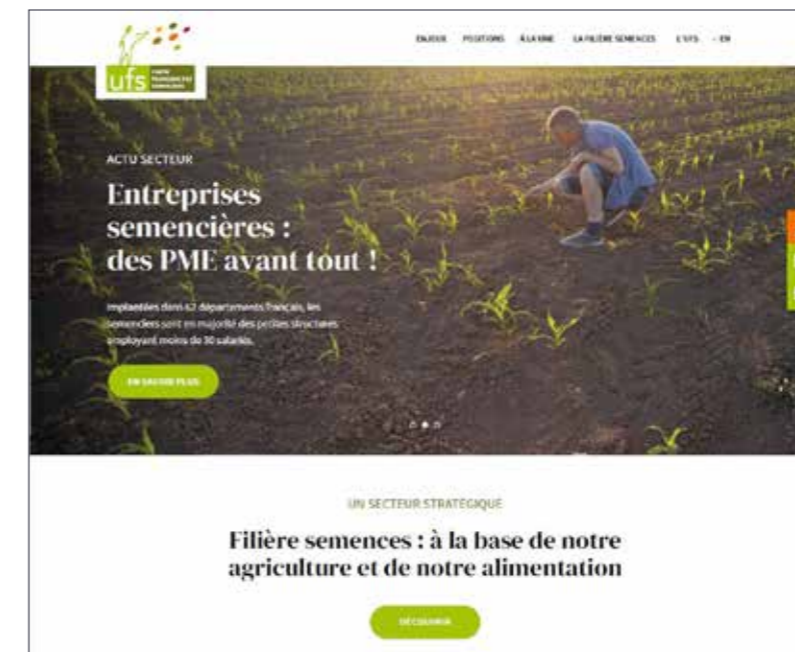 ENJEUX POSITIONS À LA UNE LA FILIÈRE SEMENCES L'UFS EN
ufs
ACTU SECTEUR
Entreprises
semencières :
des PME avant tout !
Implantées dans 62 départements français, les
semenciers sont en majorité des petites structures
employant moins de 30 salariés.
EN SAVOIR PLUS
UN SECTEUR STRATÉGIQUE
Filière semences : à la base de notre
agriculture et de notre alimentation
DÉCOUVRIR